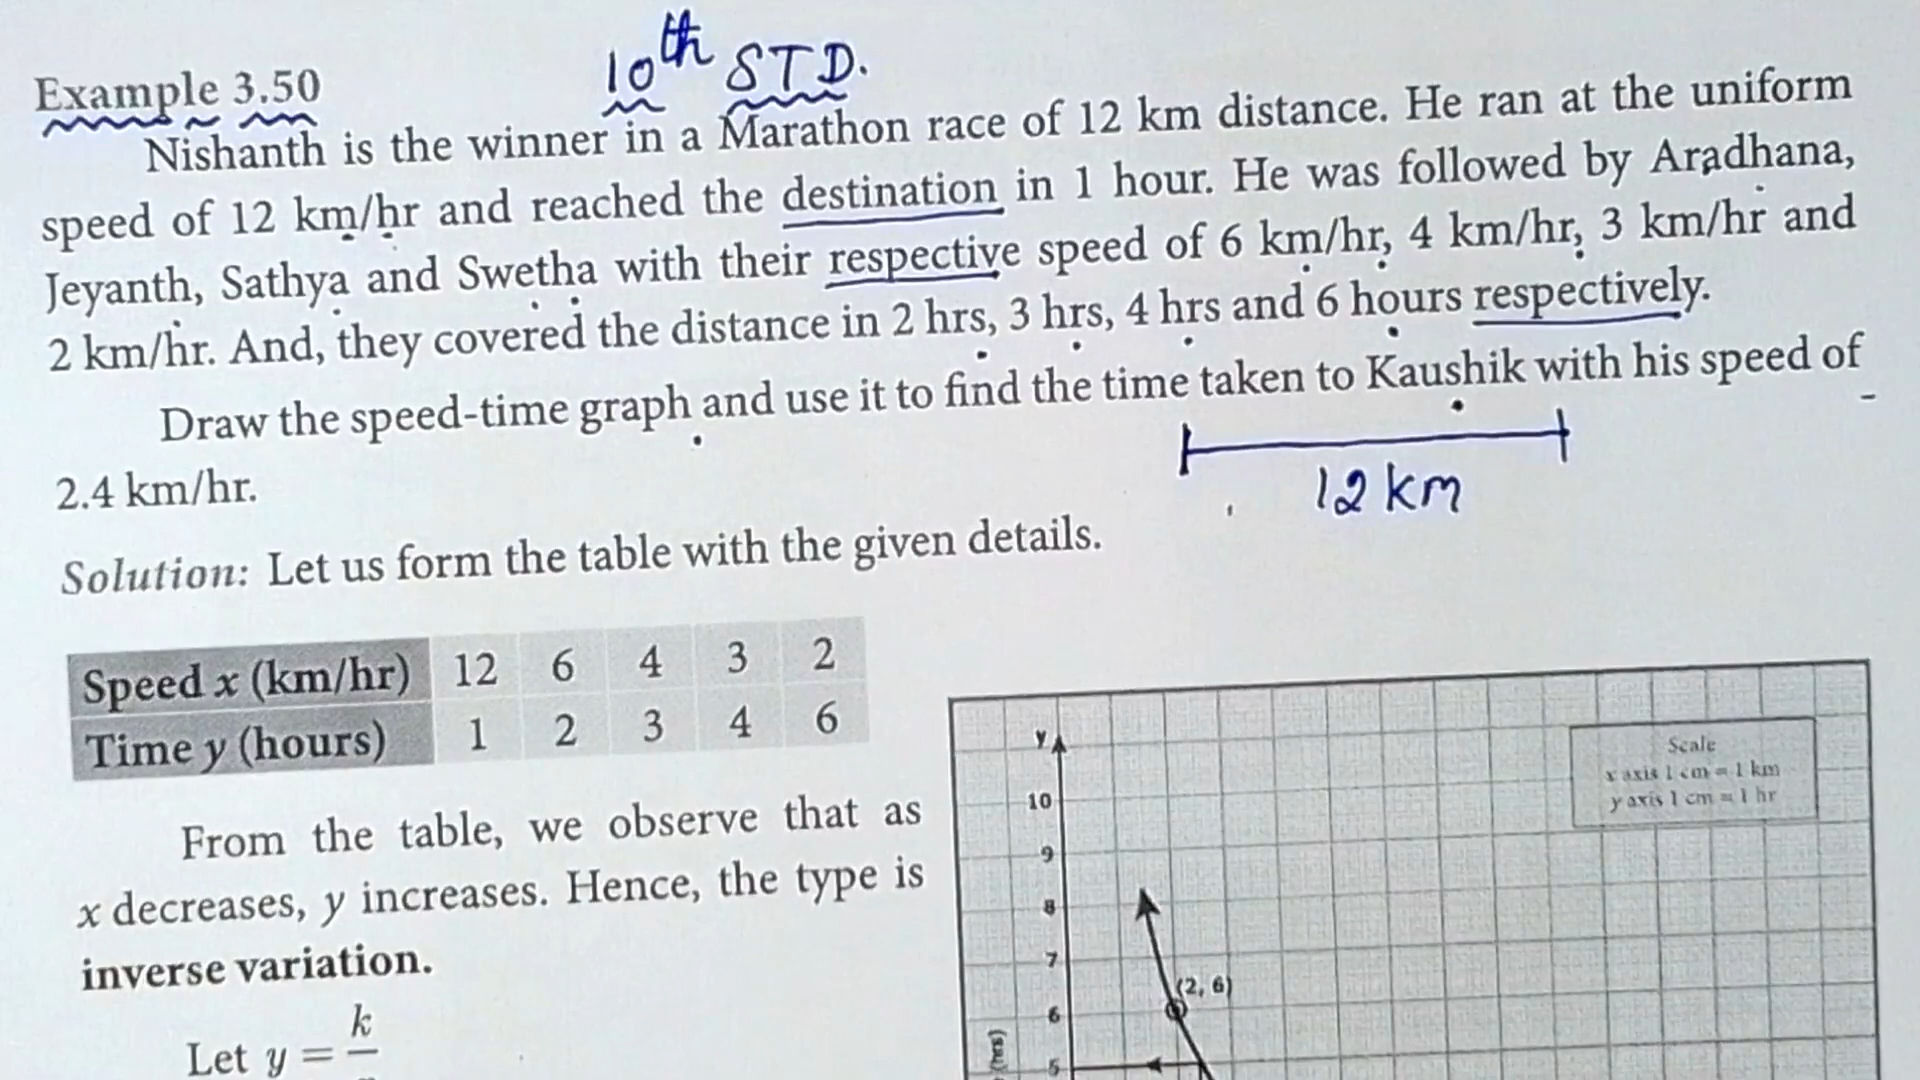 10th STD.
Example 3.50
Nishanth is the winner in a Marathon race of 12 km distance. He ran at the uniform
speed of 12 km/hr and reached the destination in 1 hour. He was followed by Aradhana,
Jeyanth, Sathya and Swetha with their respective speed of 6 km/hr, 4 km/hr, 3 km/hr and
2 km/hr. And, they covered the distance in 2 hrs, 3 hrs, 4 hrs and 6 hours respectively.
Draw the speed-time graph and use it to find the time taken to Kaushik with his speed of
2.4 km/hr.
12 km
Solution: Let us form the table with the given details.
Speed x (km/hr) 12 6 4 3 2
Time y (hours) 1 2 3 4 6
From the table, we observe that as
x decreases, y increases. Hence, the type is
inverse variation.
Let y = k
Scale
x axis 1 cm = 1 km
y axis 1 cm = 1 hr
y
10
9
8
7
(2, 6)
6
5
(hrs)